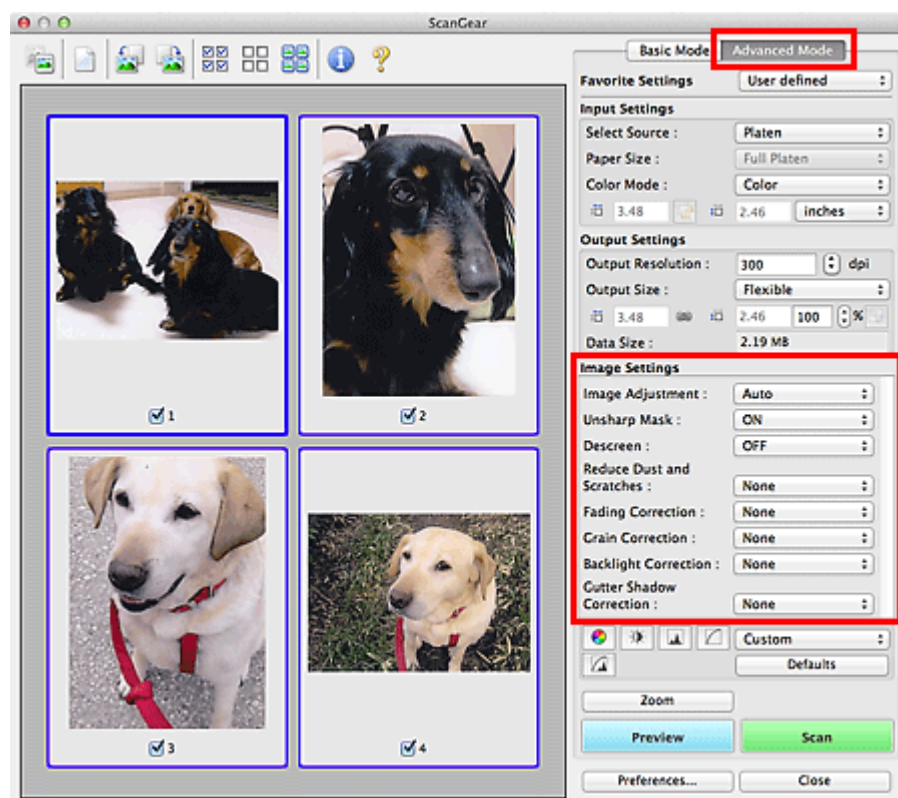 ScanGear
Basic Mode Advanced Mode
Favorite Settings User defined
Input Settings
Select Source : Platen
Paper Size : Full Platen
Color Mode : Color
3.48 2.46 inches
Output Settings
Output Resolution : 300 dpi
Output Size : Flexible
3.48 2.46 100 %
Data Size : 2.19 MB
Image Settings
Image Adjustment : Auto
Unsharp Mask : ON
Descreen : OFF
Reduce Dust and
Scratches : None
Fading Correction : None
Grain Correction : None
Backlight Correction : None
Gutter Shadow
Correction : None
Custom
Defaults
Zoom
Preview Scan
Preferences... Close
1
2
3
4